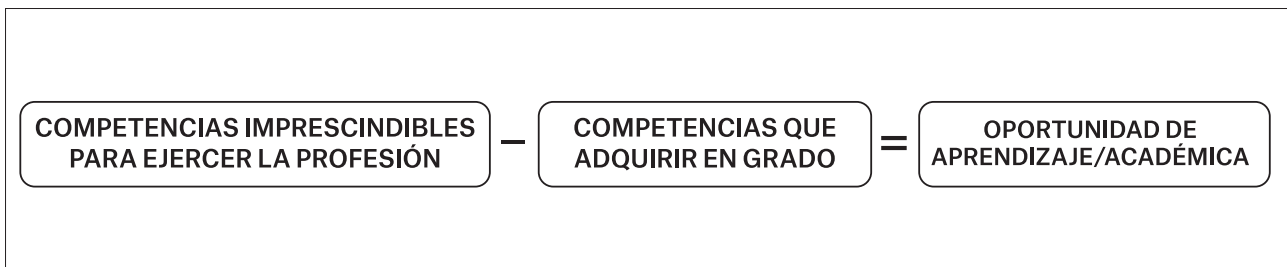 COMPETENCIAS IMPRESCINDIBLES
PARA EJERCER LA PROFESIÓN
–
COMPETENCIAS QUE
ADQUIRIR EN GRADO
=
OPORTUNIDAD DE
APRENDIZAJE/ACADÉMICA